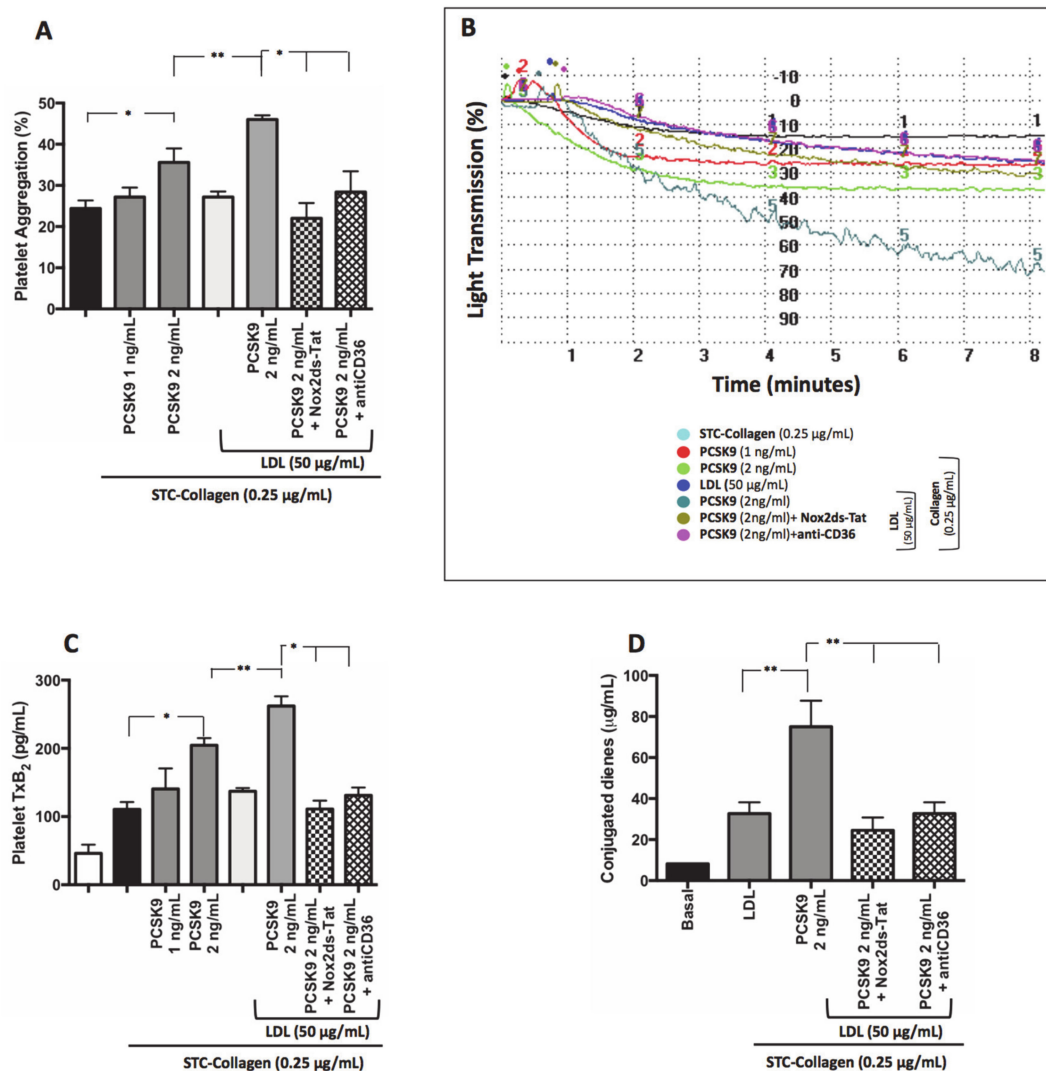 A
**
*
*
Platelet Aggregation (%)
50
40
30
20
10
0
PCSK9 1 ng/mL
PCSK9 2 ng/mL
PCSK9
2 ng/mL
PCSK9 2 ng/mL
+ Nox2ds-Tat
PCSK9 2 ng/mL
+ antiCD36
LDL (50 µg/mL)
STC-Collagen (0.25 µg/mL)
B
Light Transmission (%)
-10
0
10
20
30
40
50
60
70
80
90
1 2 3 4 5 6 7 8
Time (minutes)
2
1 1 1
2
2
3 3 3
5 5 5
STC-Collagen (0.25 µg/mL)
PCSK9 (1 ng/mL)
PCSK9 (2 ng/mL)
LDL (50 µg/mL)
PCSK9 (2ng/ml)
PCSK9 (2ng/ml)+ Nox2ds-Tat
PCSK9 (2ng/ml)+anti-CD36
LDL
(50 µg/mL)
Collagen
(0.25 µg/mL)
C
*
**
*
Platelet TxB2 (pg/mL)
300
200
100
0
PCSK9
1 ng/mL
PCSK9
2 ng/mL
PCSK9
2 ng/mL
PCSK9 2 ng/mL
+ Nox2ds-Tat
PCSK9 2 ng/mL
+ antiCD36
LDL (50 µg/mL)
STC-Collagen (0.25 µg/mL)
D
**
**
Conjugated dienes (µg/mL)
100
80
60
40
20
0
Basal
LDL
PCSK9
2 ng/mL
PCSK9 2 ng/mL
+ Nox2ds-Tat
PCSK9 2 ng/mL
+ antiCD36
LDL (50 µg/mL)
STC-Collagen (0.25 µg/mL)